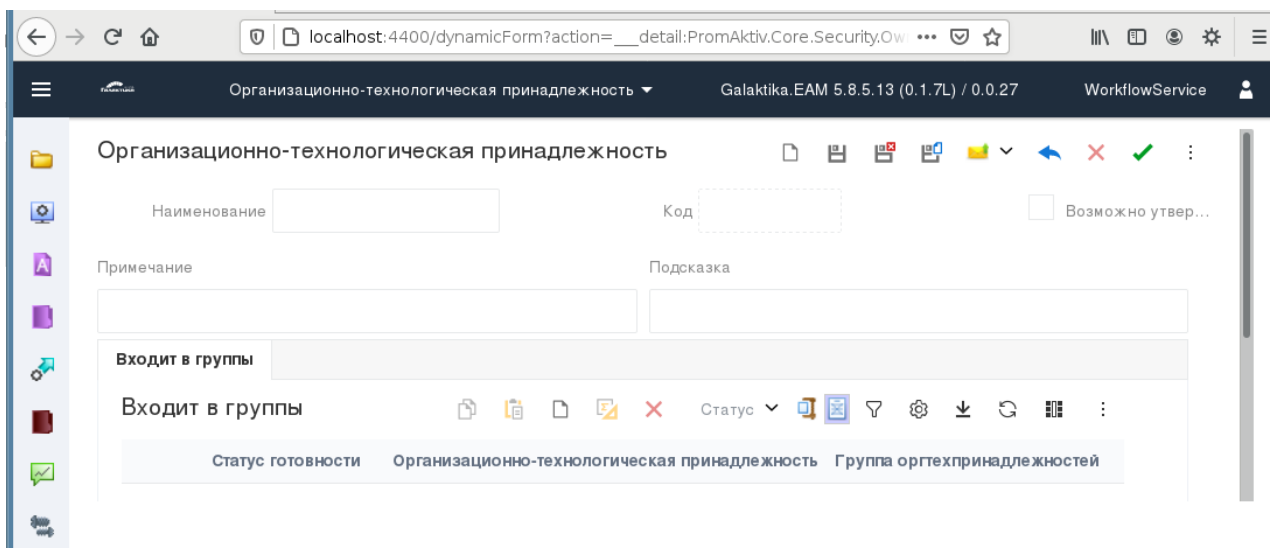 localhost:4400/dynamicForm?action=___detail:PromAktiv.Core.Security.Ow
Организационно-технологическая принадлежность Galaktika.EAM 5.8.5.13 (0.1.7L) / 0.0.27 WorkflowService
Организационно-технологическая принадлежность
Наименование Код Возможно утвер...
Примечание Подсказка
Входит в группы
Входит в группы Статус
Статус готовности Организационно-технологическая принадлежность Группа оргтехпринадлежностей